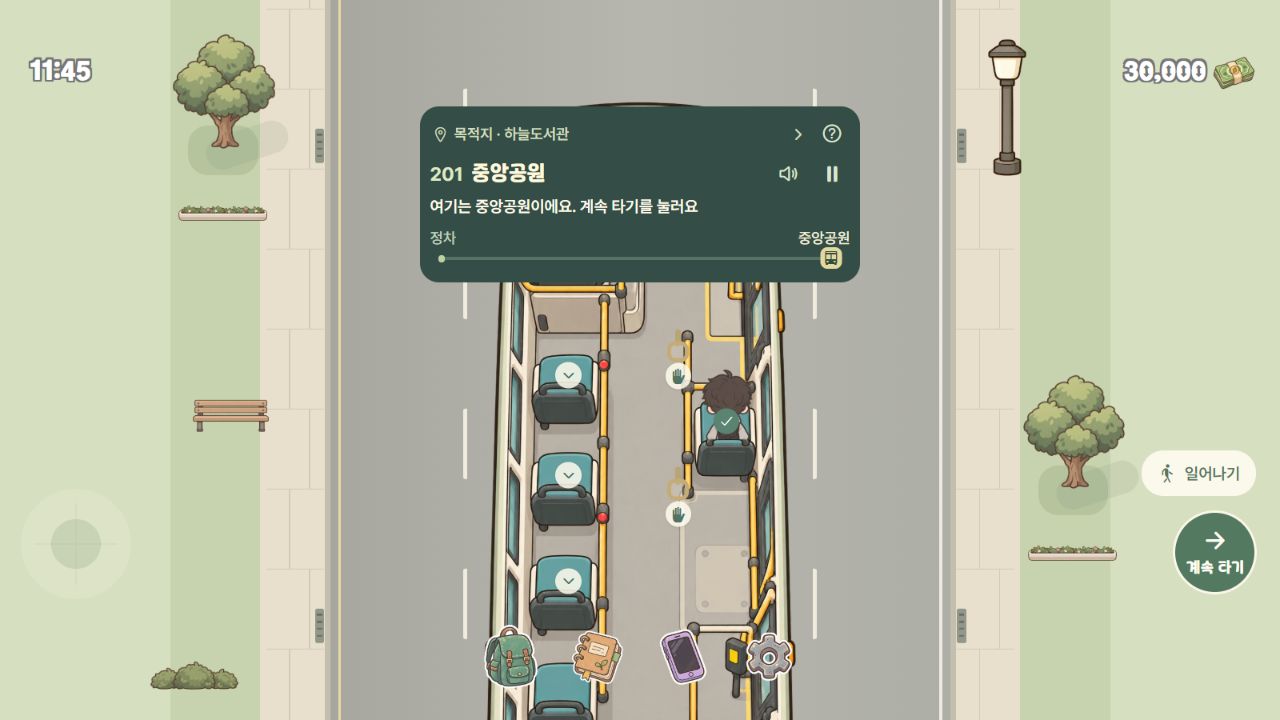 11:45
30,000
목적지 · 하늘도서관
201 중앙공원
여기는 중앙공원이에요. 계속 타기를 눌러요
정차
중앙공원
일어나기
계속 타기